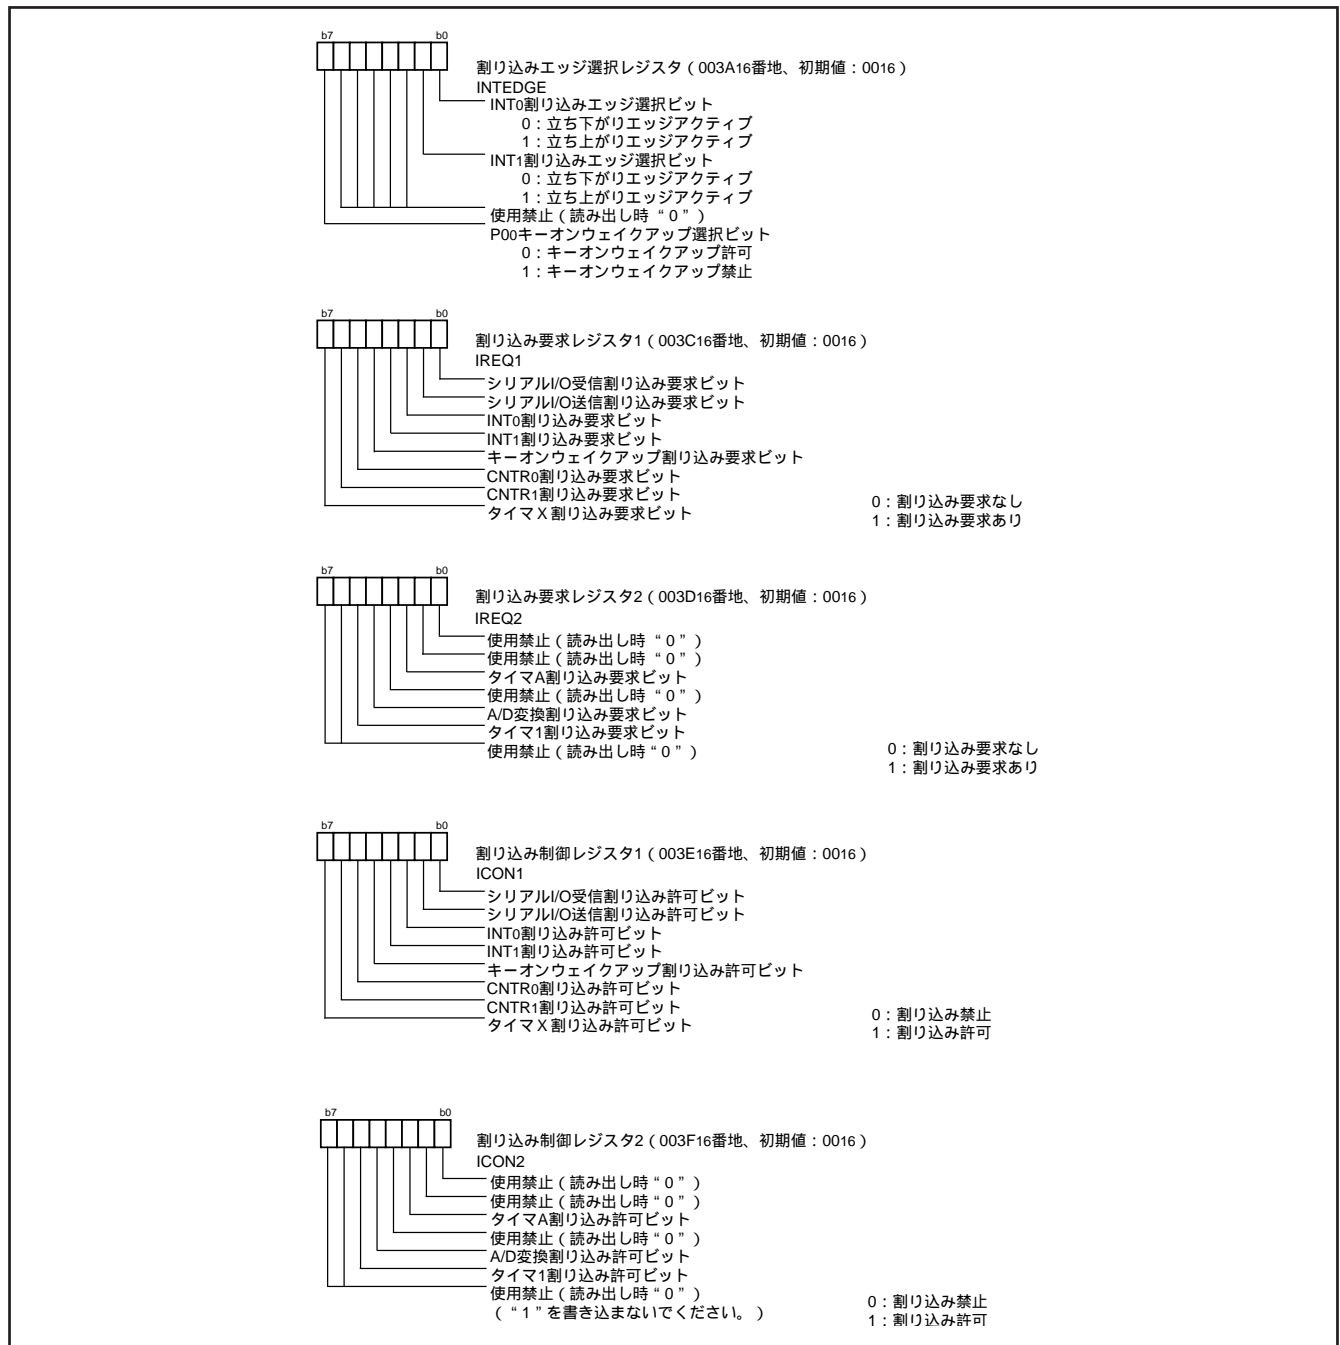 b7 b0
割り込みエッジ選択レジスタ(003A16番地、初期値:0016)
INTEDGE
INT0割り込みエッジ選択ビット
0:立ち下がりエッジアクティブ
1:立ち上がりエッジアクティブ
INT1割り込みエッジ選択ビット
0:立ち下がりエッジアクティブ
1:立ち上がりエッジアクティブ
使用禁止(読み出し時“0”)
P00キーオンウェイクアップ選択ビット
0:キーオンウェイクアップ許可
1:キーオンウェイクアップ禁止
b7 b0
割り込み要求レジスタ1(003C16番地、初期値:0016)
IREQ1
シリアルI/O受信割り込み要求ビット
シリアルI/O送信割り込み要求ビット
INT0割り込み要求ビット
INT1割り込み要求ビット
キーオンウェイクアップ割り込み要求ビット
CNTR0割り込み要求ビット
CNTR1割り込み要求ビット
タイマX割り込み要求ビット
0:割り込み要求なし
1:割り込み要求あり
b7 b0
割り込み要求レジスタ2(003D16番地、初期値:0016)
IREQ2
使用禁止(読み出し時“0”)
使用禁止(読み出し時“0”)
タイマA割り込み要求ビット
使用禁止(読み出し時“0”)
A/D変換割り込み要求ビット
タイマ1割り込み要求ビット
使用禁止(読み出し時“0”)
0:割り込み要求なし
1:割り込み要求あり
b7 b0
割り込み制御レジスタ1(003E16番地、初期値:0016)
ICON1
シリアルI/O受信割り込み許可ビット
シリアルI/O送信割り込み許可ビット
INT0割り込み許可ビット
INT1割り込み許可ビット
キーオンウェイクアップ割り込み許可ビット
CNTR0割り込み許可ビット
CNTR1割り込み許可ビット
タイマX割り込み許可ビット
0:割り込み禁止
1:割り込み許可
b7 b0
割り込み制御レジスタ2(003F16番地、初期値:0016)
ICON2
使用禁止(読み出し時“0”)
使用禁止(読み出し時“0”)
タイマA割り込み許可ビット
使用禁止(読み出し時“0”)
A/D変換割り込み許可ビット
タイマ1割り込み許可ビット
使用禁止(読み出し時“0”)
(“1”を書き込まないでください。)
0:割り込み禁止
1:割り込み許可